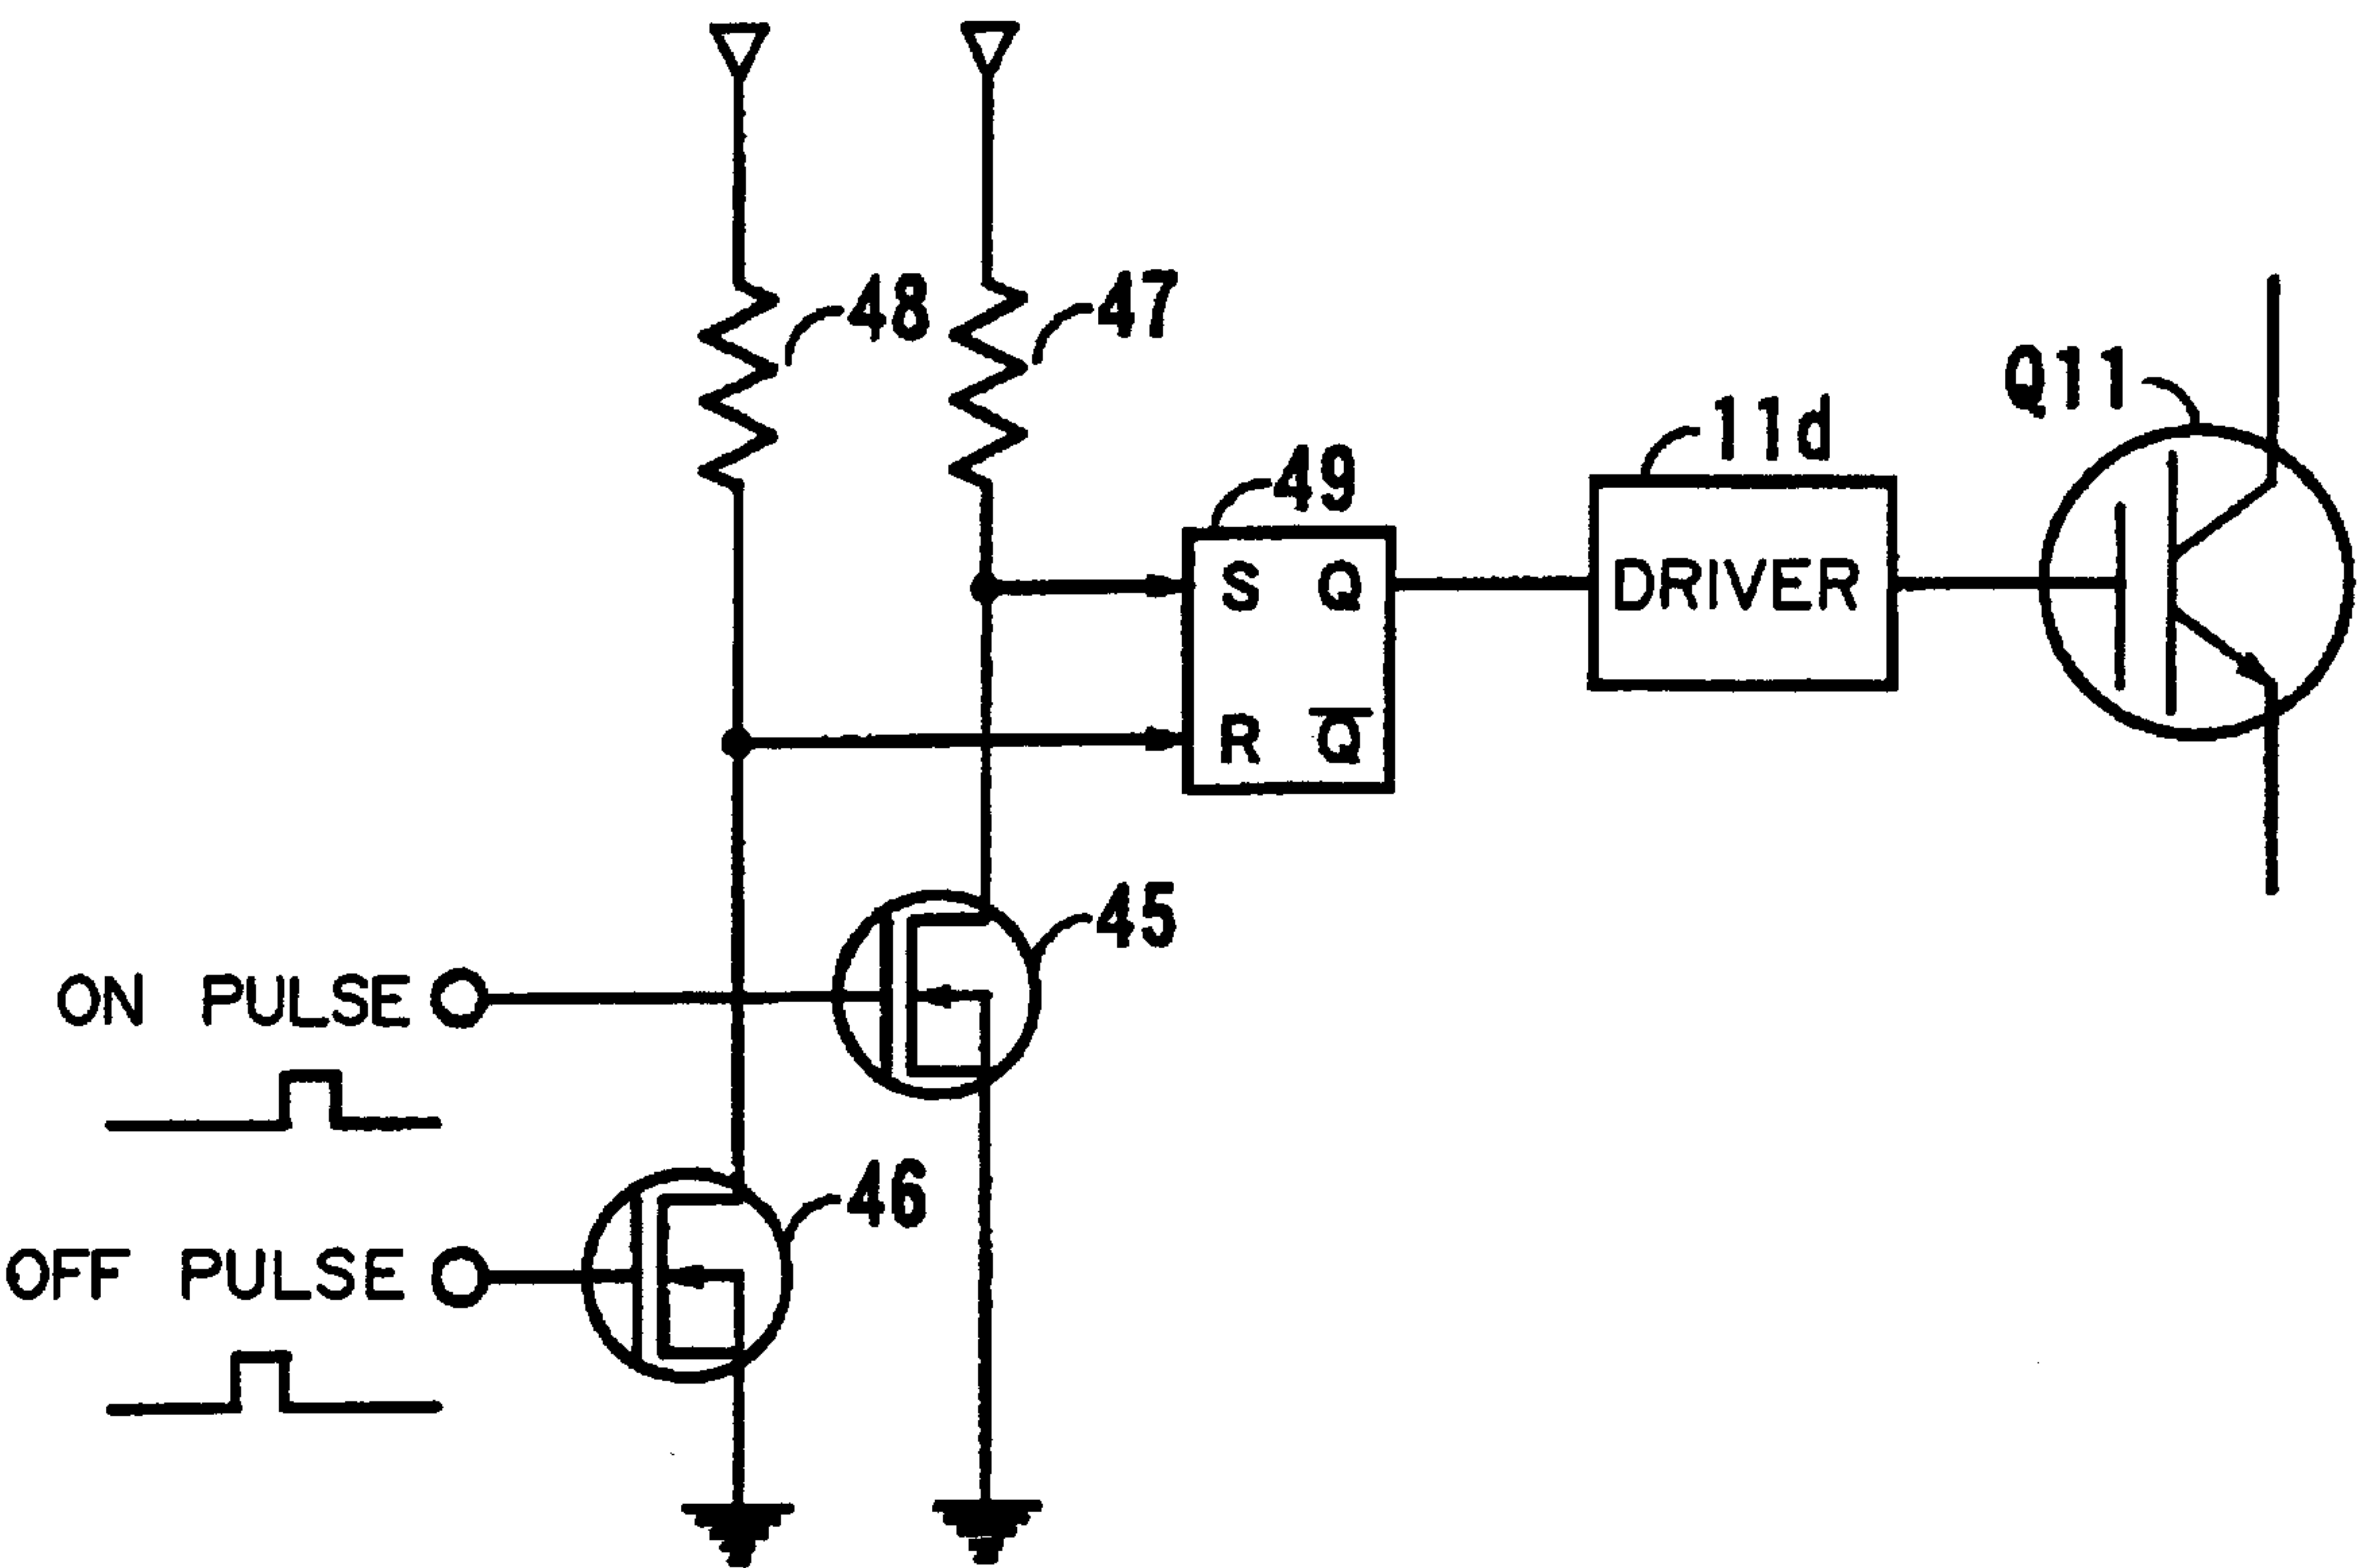 48
47
Q11
11d
49
S Q
DRIVER
R Q̅
45
ON PULSE
46
OFF PULSE